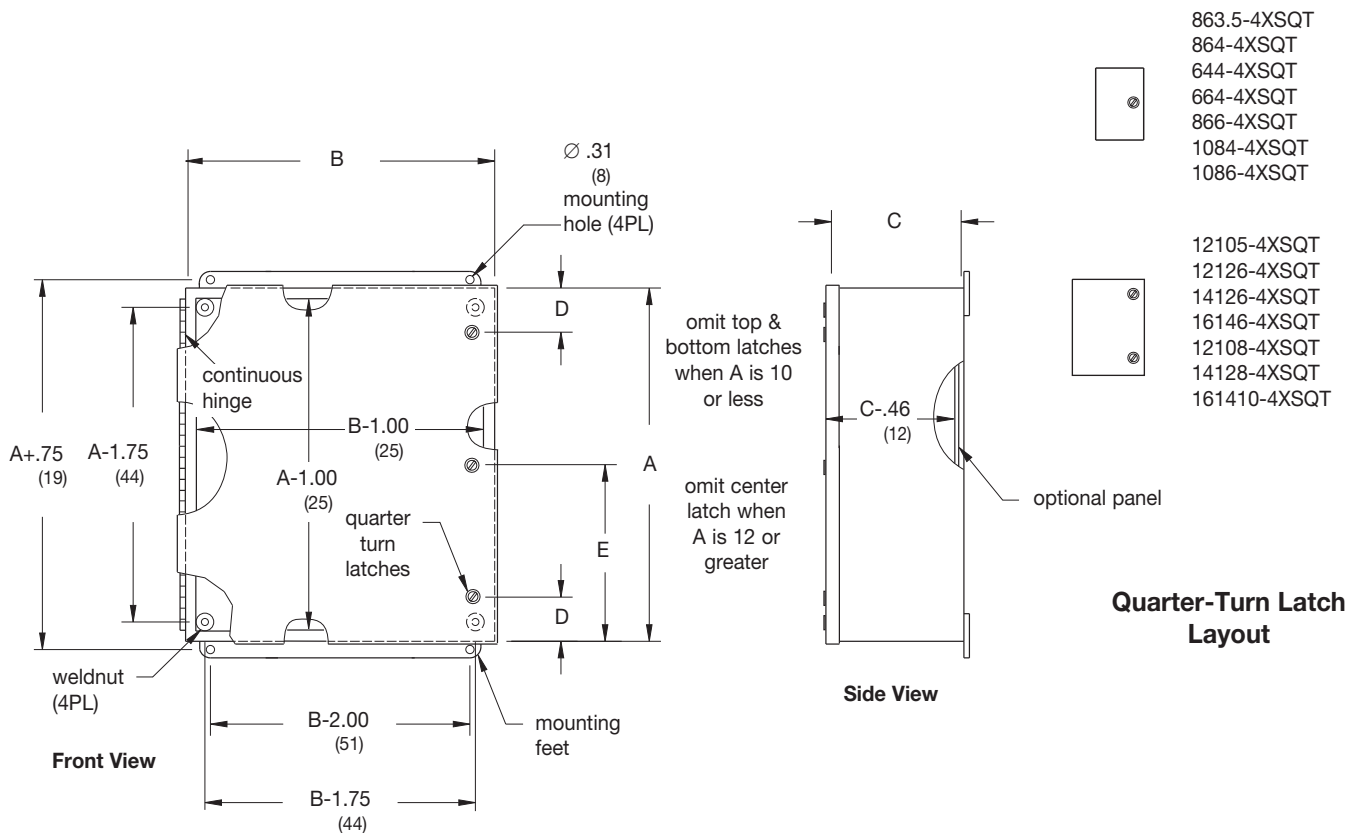 863.5-4XSQT
864-4XSQT
644-4XSQT
664-4XSQT
866-4XSQT
1084-4XSQT
1086-4XSQT
B
∅ .31
(8)
mounting
hole (4PL)
C
12105-4XSQT
12126-4XSQT
14126-4XSQT
16146-4XSQT
12108-4XSQT
14128-4XSQT
161410-4XSQT
D
omit top &
bottom latches
when A is 10
or less
continuous
hinge
C-.46
(12)
B-1.00
(25)
A+.75
(19)
A-1.75
(44)
A-1.00
(25)
A
optional panel
omit center
latch when
A is 12 or
greater
quarter
turn
latches
E
D
Quarter-Turn Latch
Layout
weldnut
(4PL)
Side View
B-2.00
(51)
mounting
feet
Front View
B-1.75
(44)